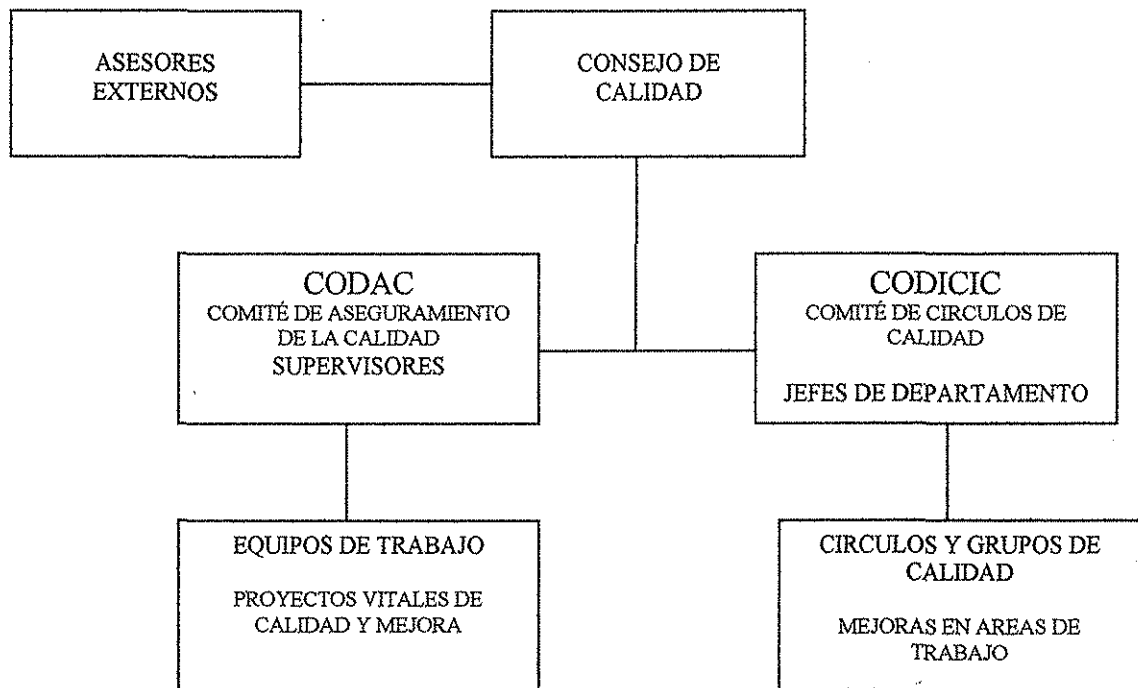 ASESORES
EXTERNOS
CONSEJO DE
CALIDAD
CODAC
COMITÉ DE ASEGURAMIENTO
DE LA CALIDAD
SUPERVISORES
CODICIC
COMITÉ DE CIRCULOS DE
CALIDAD
JEFES DE DEPARTAMENTO
EQUIPOS DE TRABAJO
PROYECTOS VITALES DE
CALIDAD Y MEJORA
CIRCULOS Y GRUPOS DE
CALIDAD
MEJORAS EN AREAS DE
TRABAJO